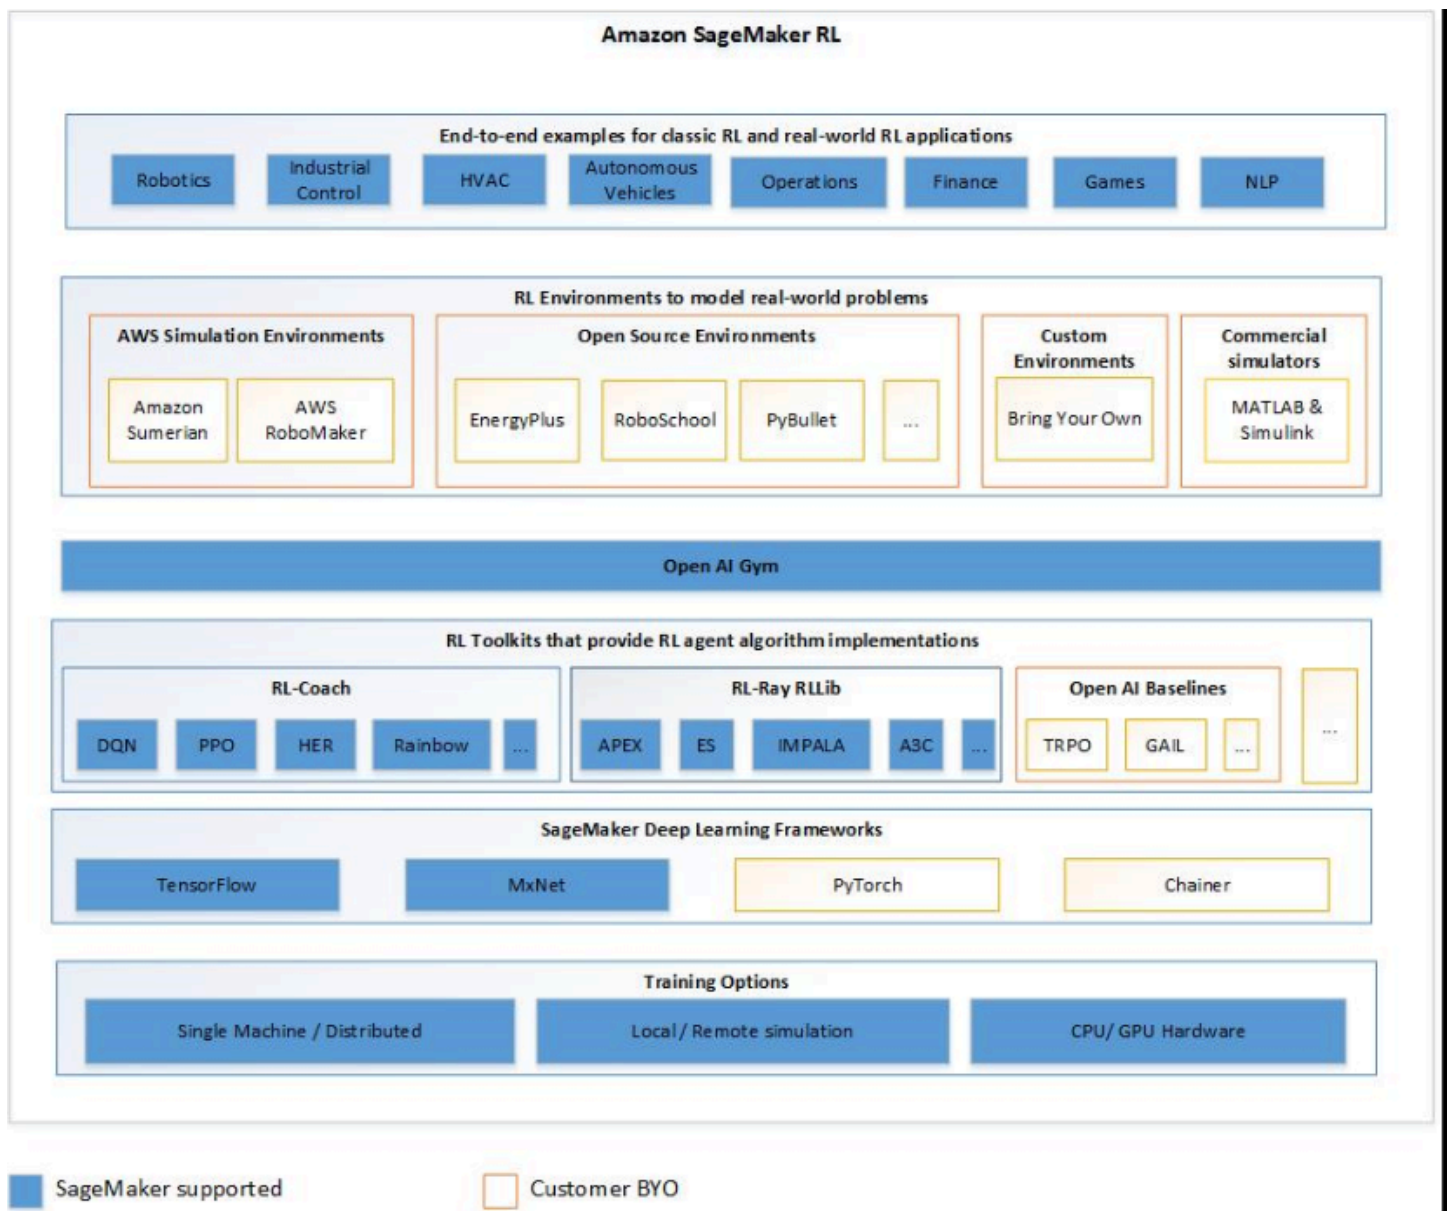 Amazon SageMaker RL
End-to-end examples for classic RL and real-world RL applications
Robotics
Industrial
Control
HVAC
Autonomous
Vehicles
Operations
Finance
Games
NLP
RL Environments to model real-world problems
AWS Simulation Environments
Amazon
Sumerian
AWS
RoboMaker
Open Source Environments
EnergyPlus
RoboSchool
PyBullet
...
Custom
Environments
Bring Your Own
Commercial
simulators
MATLAB &
Simulink
Open AI Gym
RL Toolkits that provide RL agent algorithm implementations
RL-Coach
DQN
PPO
HER
Rainbow
...
RL-Ray RLLib
APEX
ES
IMPALA
A3C
...
Open AI Baselines
TRPO
GAIL
...
...
SageMaker Deep Learning Frameworks
TensorFlow
MxNet
PyTorch
Chainer
Training Options
Single Machine / Distributed
Local / Remote simulation
CPU/ GPU Hardware
SageMaker supported
Customer BYO